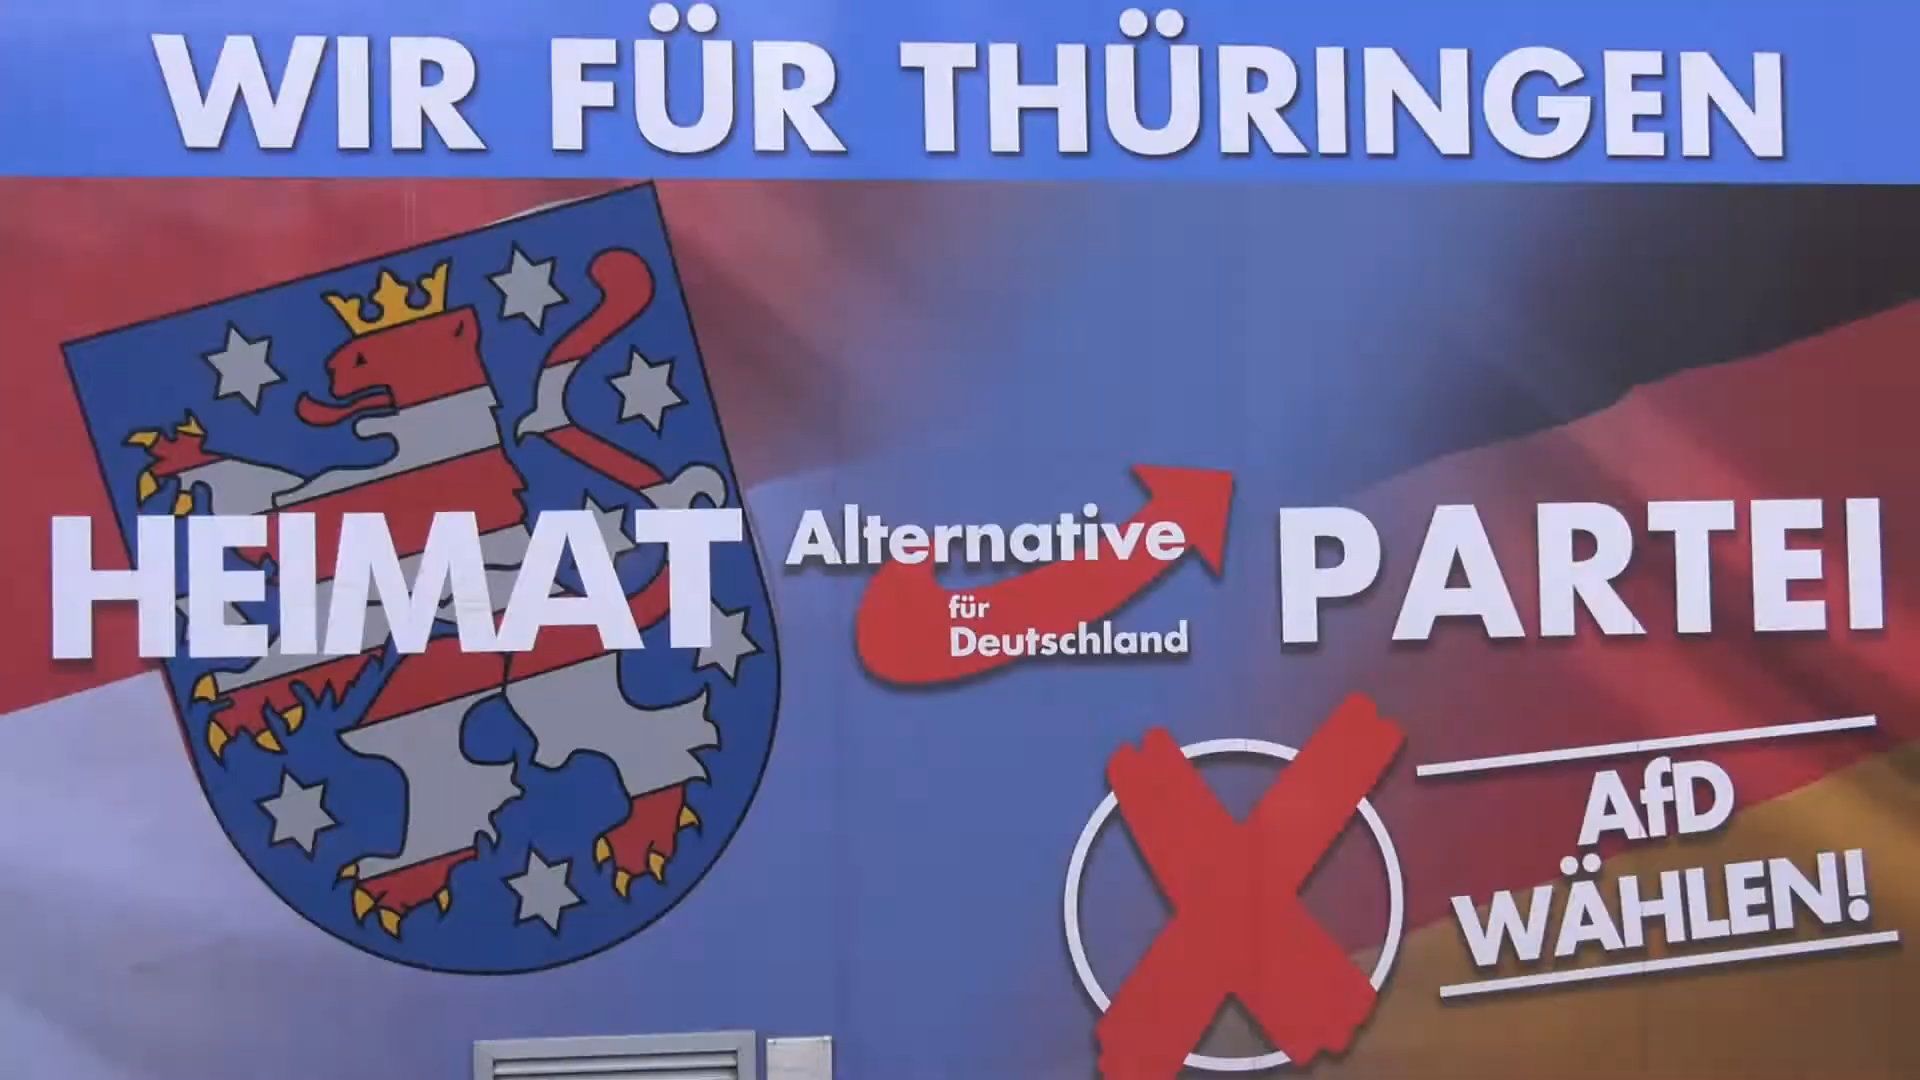 WIR FÜR THÜRINGEN
HEIMAT
Alternative
für
Deutschland
PARTEI
AfD
WÄHLEN!